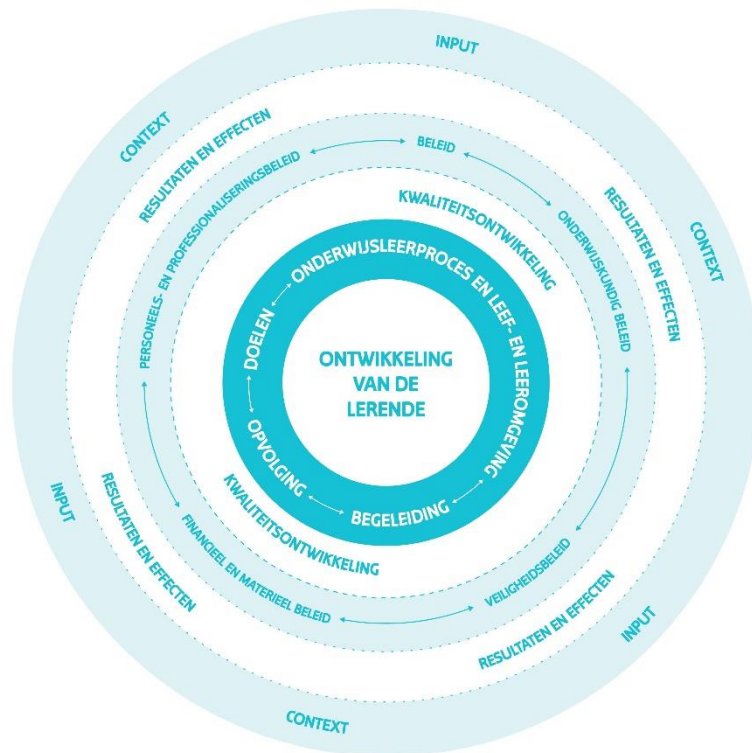 INPUT
CONTEXT
CONTEXT
INPUT
INPUT
CONTEXT
RESULTATEN EN EFFECTEN
RESULTATEN EN EFFECTEN
RESULTATEN EN EFFECTEN
RESULTATEN EN EFFECTEN
BELEID
ONDERWIJSKUNDIG BELEID
VEILIGHEIDSBELEID
FINANCIEEL EN MATERIEEL BELEID
PERSONEELS- EN PROFESSIONALISERINGSBELEID
KWALITEITSONTWIKKELING
KWALITEITSONTWIKKELING
ONDERWIJSLEERPROCES EN LEEF- EN LEEROMGEVING
BEGELEIDING
OPVOLGING
DOELEN
ONTWIKKELING
VAN DE
LERENDE